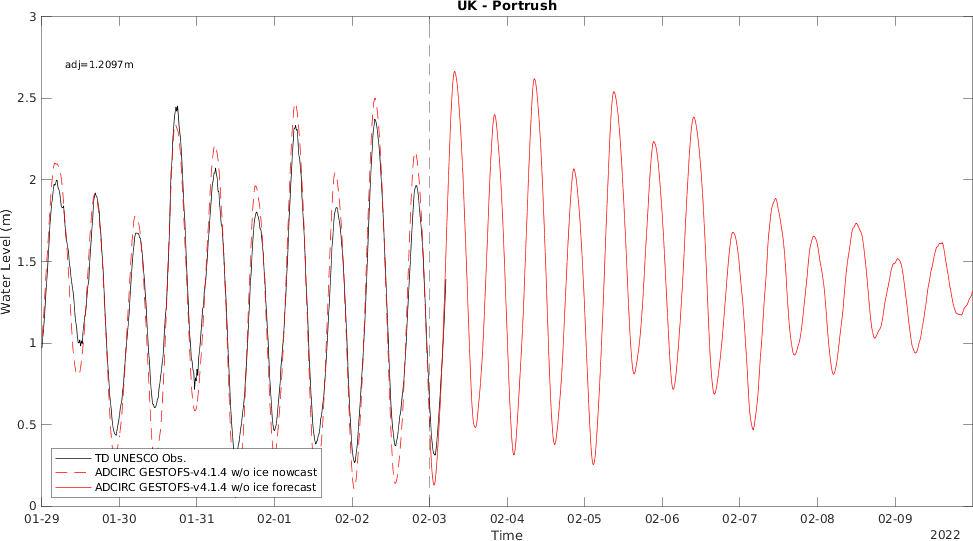 UK - Portrush
3
adj=1.2097m
2.5
2
1.5
1
0.5
0
Water Level (m)
TD UNESCO Obs.
ADCIRC GESTOFS-v4.1.4 w/o ice nowcast
ADCIRC GESTOFS-v4.1.4 w/o ice forecast
01-29 01-30 01-31 02-01 02-02 02-03 02-04 02-05 02-06 02-07 02-08 02-09
Time
2022